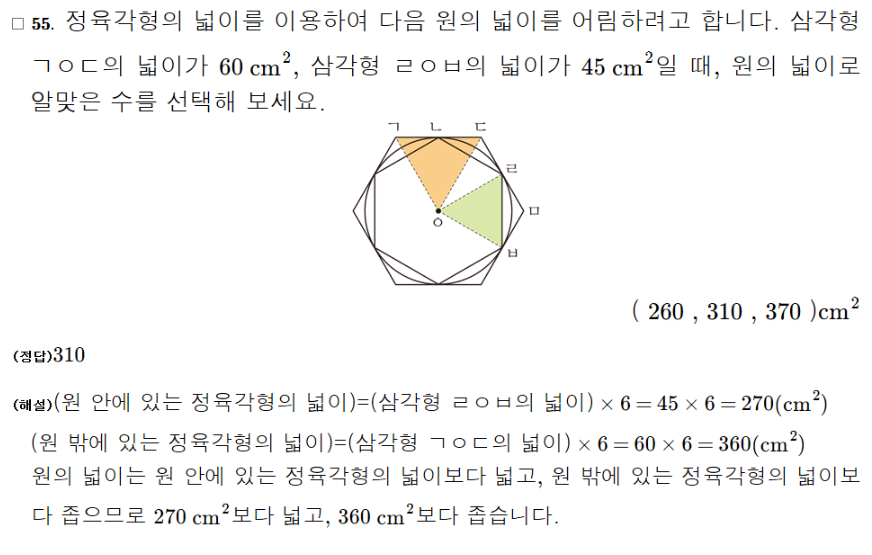 □ 55. 정육각형의 넓이를 이용하여 다음 원의 넓이를 어림하려고 합니다. 삼각형
ㄱㅇㄷ의 넓이가 60 cm², 삼각형 ㄹㅇㅂ의 넓이가 45 cm²일 때, 원의 넓이로
알맞은 수를 선택해 보세요.
ㄱ ㄴ ㄷ
ㄹ
ㅁ
ㅇ
ㅂ
( 260 , 310 , 370 )cm²
(정답)310
(해설)(원 안에 있는 정육각형의 넓이)=(삼각형 ㄹㅇㅂ의 넓이) × 6 = 45 × 6 = 270(cm²)
(원 밖에 있는 정육각형의 넓이)=(삼각형 ㄱㅇㄷ의 넓이) × 6 = 60 × 6 = 360(cm²)
원의 넓이는 원 안에 있는 정육각형의 넓이보다 넓고, 원 밖에 있는 정육각형의 넓이보
다 좁으므로 270 cm²보다 넓고, 360 cm²보다 좁습니다.